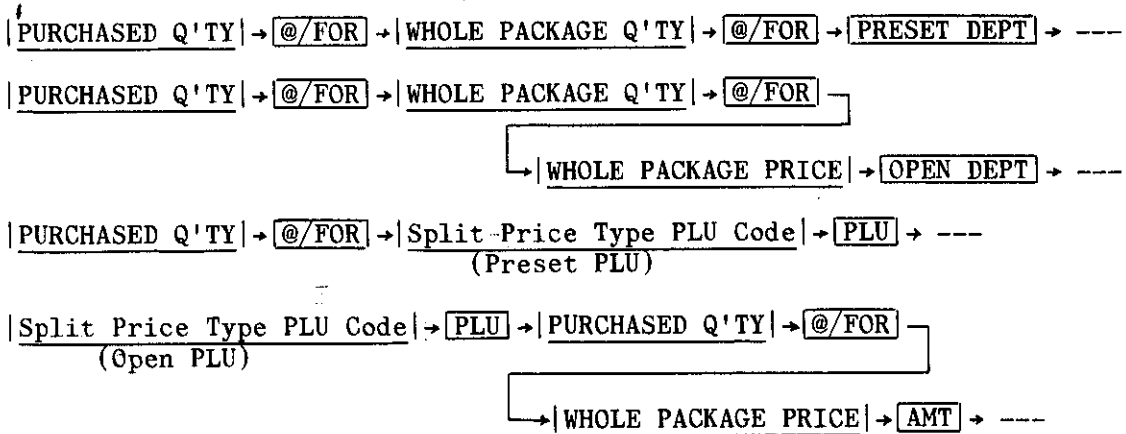 PURCHASED Q'TY → @/FOR → WHOLE PACKAGE Q'TY → @/FOR → PRESET DEPT → ---
PURCHASED Q'TY → @/FOR → WHOLE PACKAGE Q'TY → @/FOR
WHOLE PACKAGE PRICE → OPEN DEPT → ---
PURCHASED Q'TY → @/FOR → Split Price Type PLU Code → PLU → ---
(Preset PLU)
Split Price Type PLU Code → PLU → PURCHASED Q'TY → @/FOR
(Open PLU)
WHOLE PACKAGE PRICE → AMT → ---